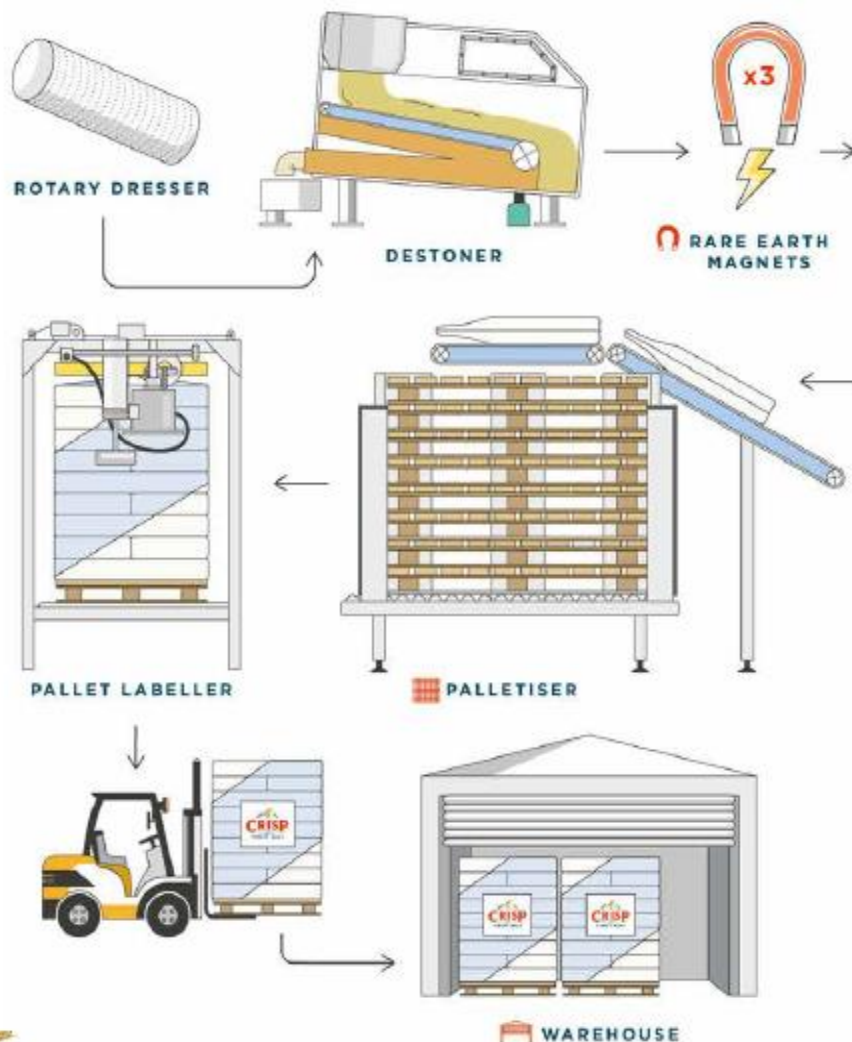 x3
ROTARY DRESSER
DESTONER
RARE EARTH
MAGNETS
PALLET LABELLER
PALLETISER
CRISP
CRISP
CRISP
WAREHOUSE